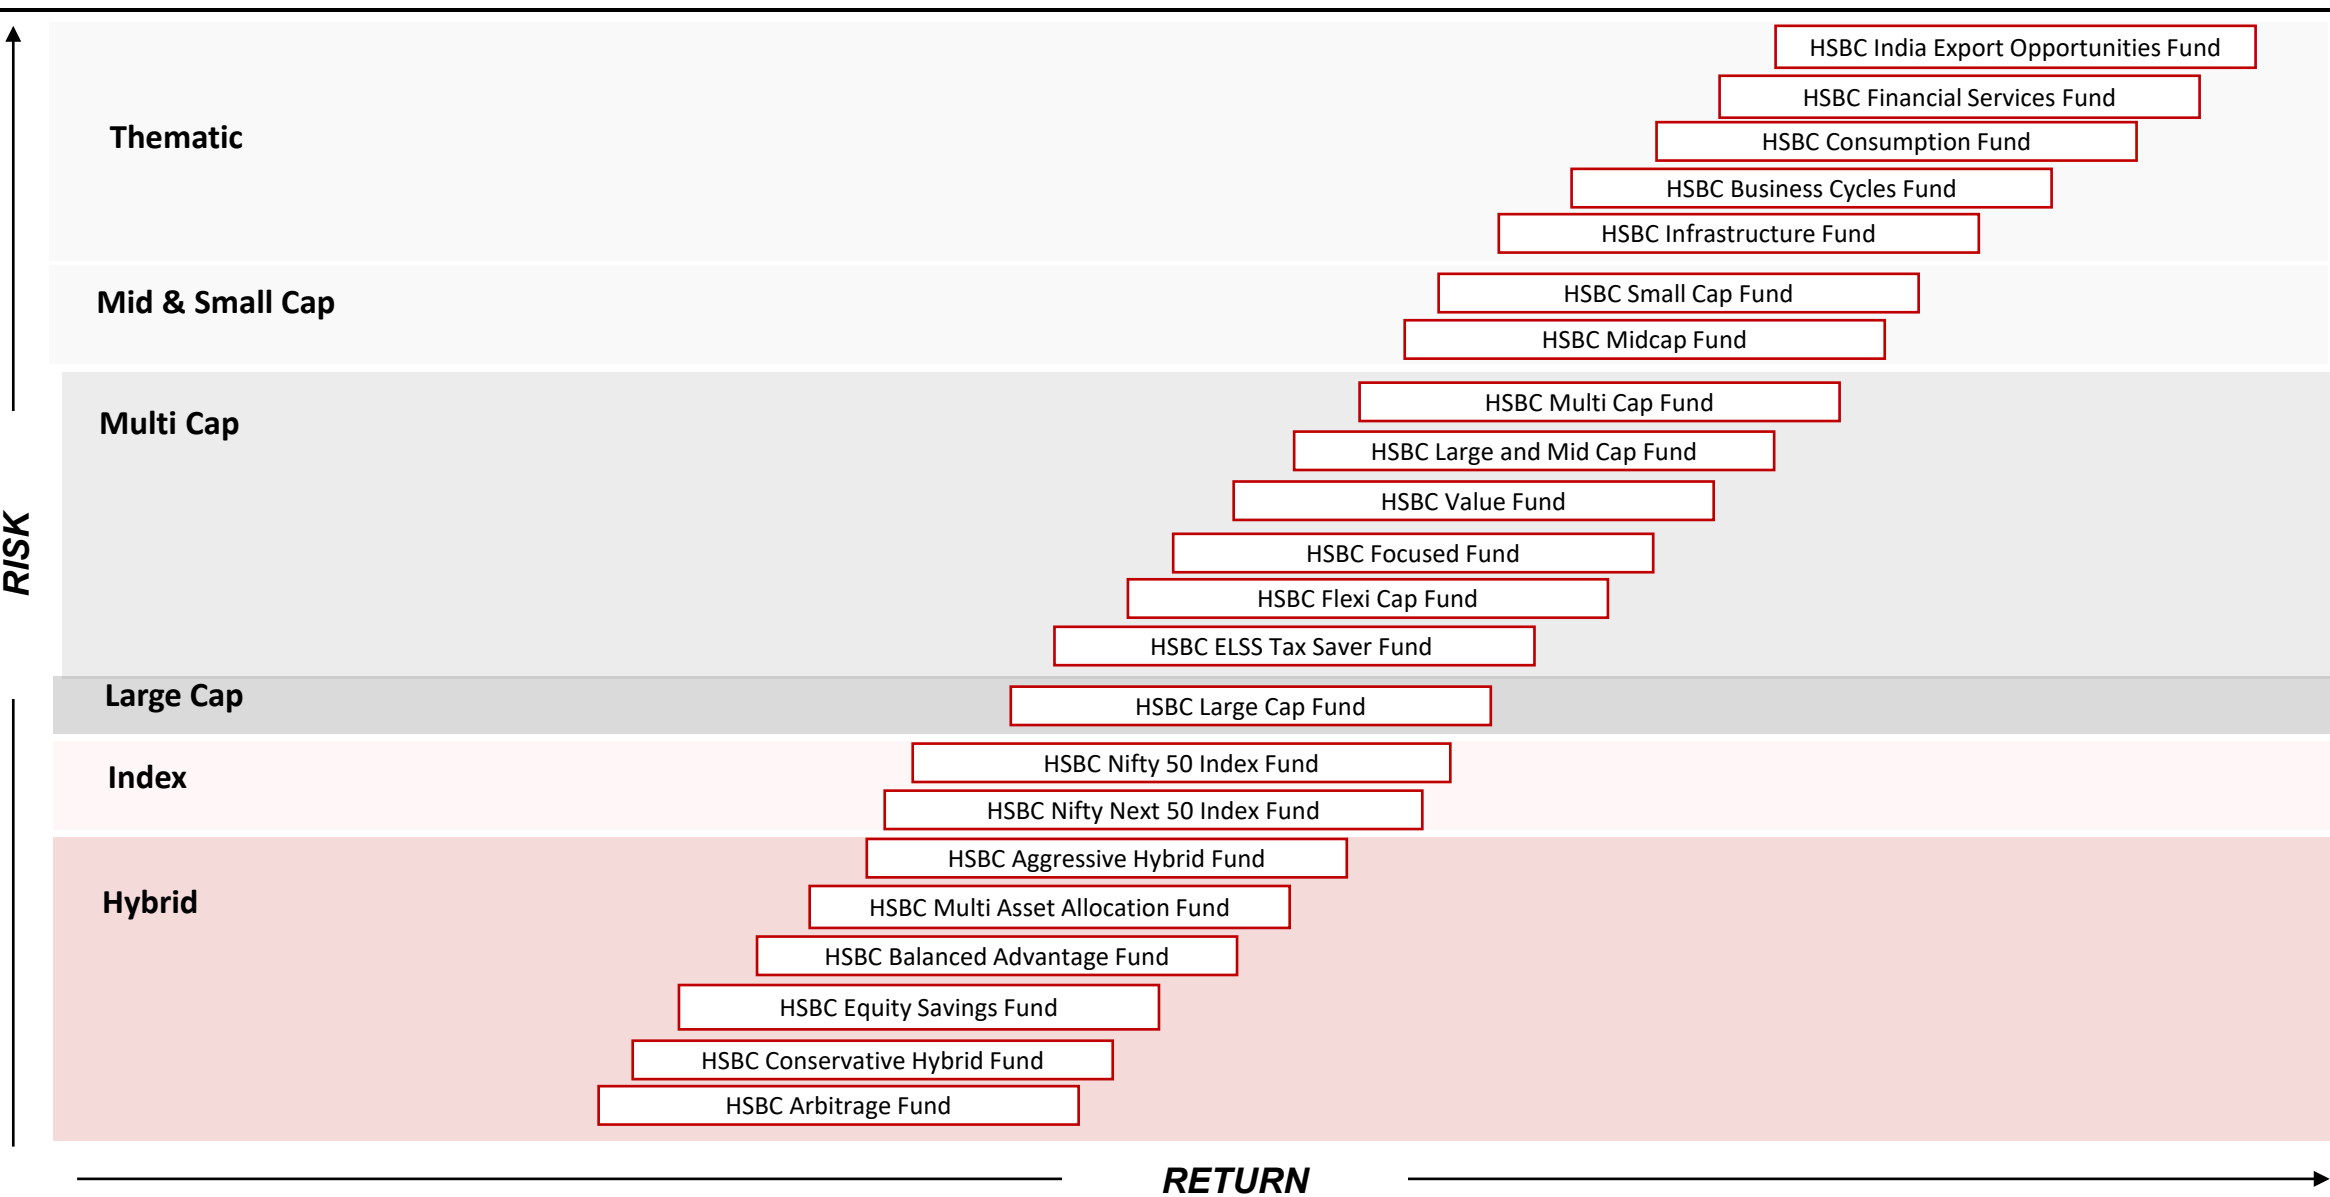 HSBC India Export Opportunities Fund
HSBC Financial Services Fund
Thematic
HSBC Consumption Fund
HSBC Business Cycles Fund
HSBC Infrastructure Fund
Mid & Small Cap
HSBC Small Cap Fund
HSBC Midcap Fund
Multi Cap
HSBC Multi Cap Fund
HSBC Large and Mid Cap Fund
HSBC Value Fund
RISK
HSBC Focused Fund
HSBC Flexi Cap Fund
HSBC ELSS Tax Saver Fund
Large Cap
HSBC Large Cap Fund
Index
HSBC Nifty 50 Index Fund
HSBC Nifty Next 50 Index Fund
Hybrid
HSBC Aggressive Hybrid Fund
HSBC Multi Asset Allocation Fund
HSBC Balanced Advantage Fund
HSBC Equity Savings Fund
HSBC Conservative Hybrid Fund
HSBC Arbitrage Fund
RETURN